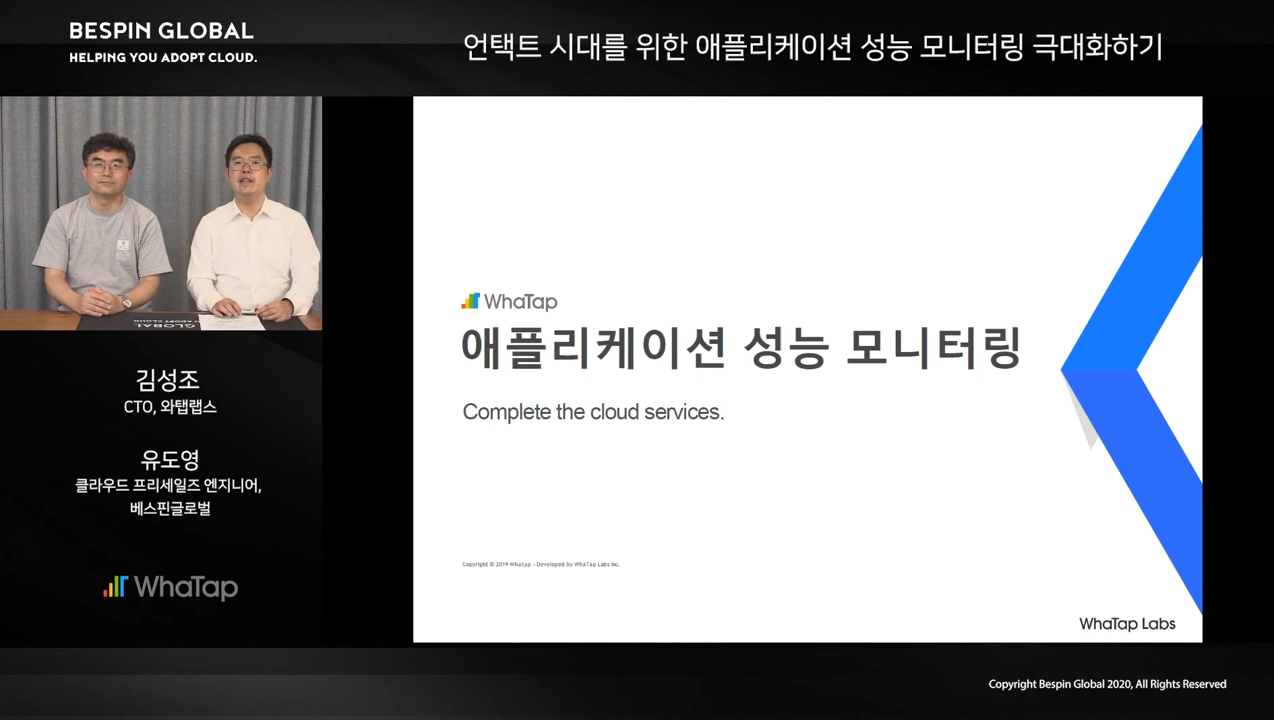 BESPIN GLOBAL
HELPING YOU ADOPT CLOUD.
언택트 시대를 위한 애플리케이션 성능 모니터링 극대화하기
김성조
CTO, 와탭랩스
유도영
클라우드 프리세일즈 엔지니어,
베스핀글로벌
WhaTap
WhaTap
애플리케이션 성능 모니터링
Complete the cloud services.
Copyright © 2019 Whatap - Developed by WhaTap Labs Inc.
WhaTap Labs
Copyright Bespin Global 2020, All Rights Reserved